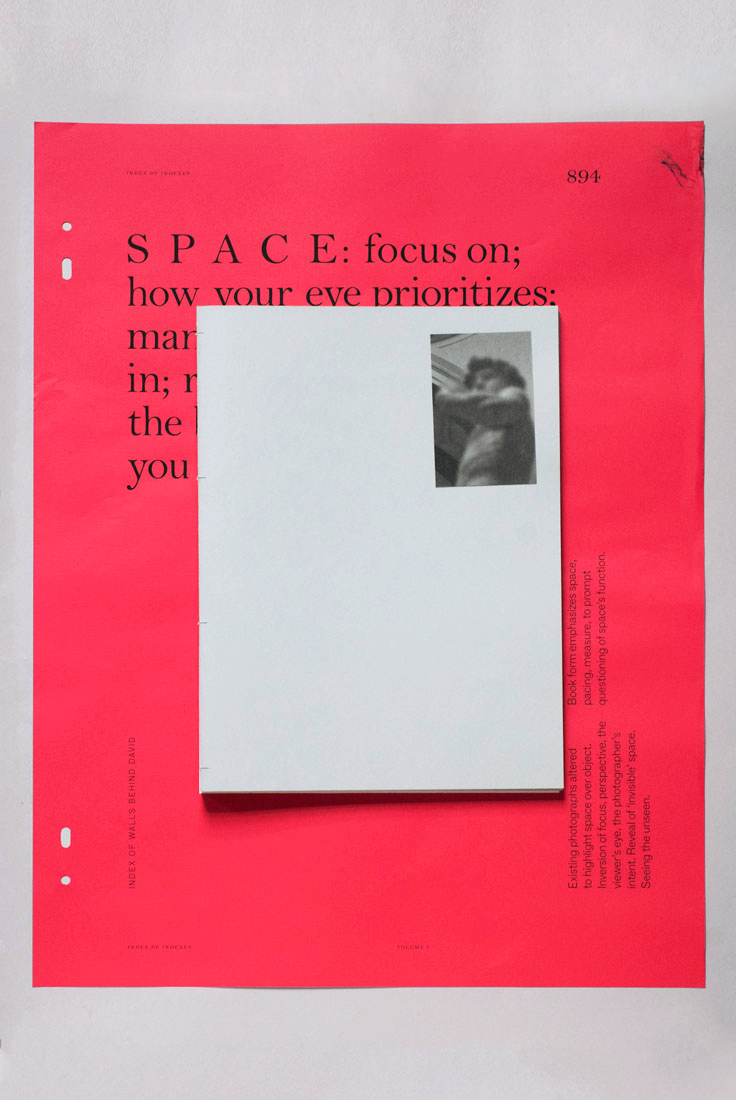 INDEX OF INDEXES
894
S P A C E: focus on;
how your eye prioritizes;
man
in; r
the
you
Book form emphasizes space,
pacing, measure, to prompt
questioning of space's function.
Existing photographs altered
to highlight space over object.
Inversion of focus, perspective, the
viewer's eye, the photographer's
intent. Reveal of 'invisible' space.
Seeing the unseen.
INDEX OF WALLS BEHIND DAVID
INDEX OF INDEXES
VOLUME 1